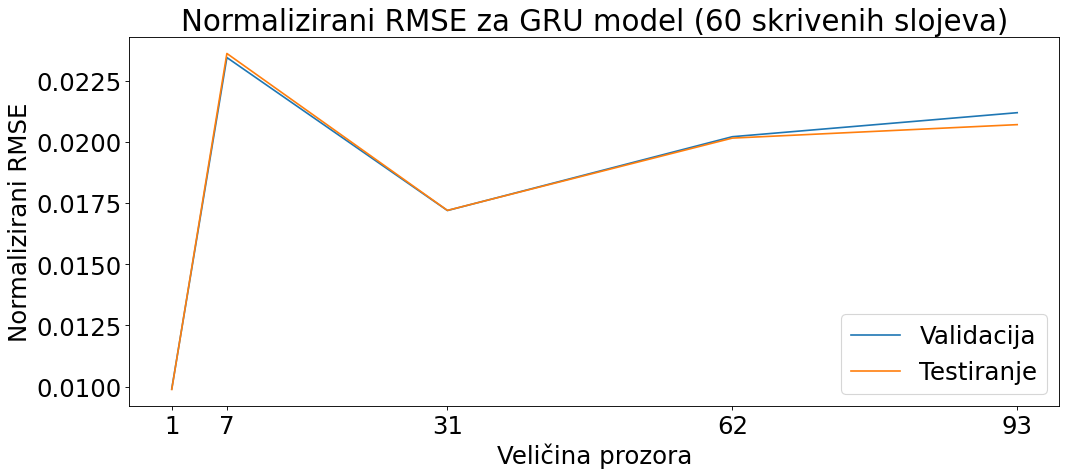 Normalizirani RMSE za GRU model (60 skrivenih slojeva)
Normalizirani RMSE
0.0225
0.0200
0.0175
0.0150
0.0125
0.0100
1 7 31 62 93
Veličina prozora
Validacija
Testiranje